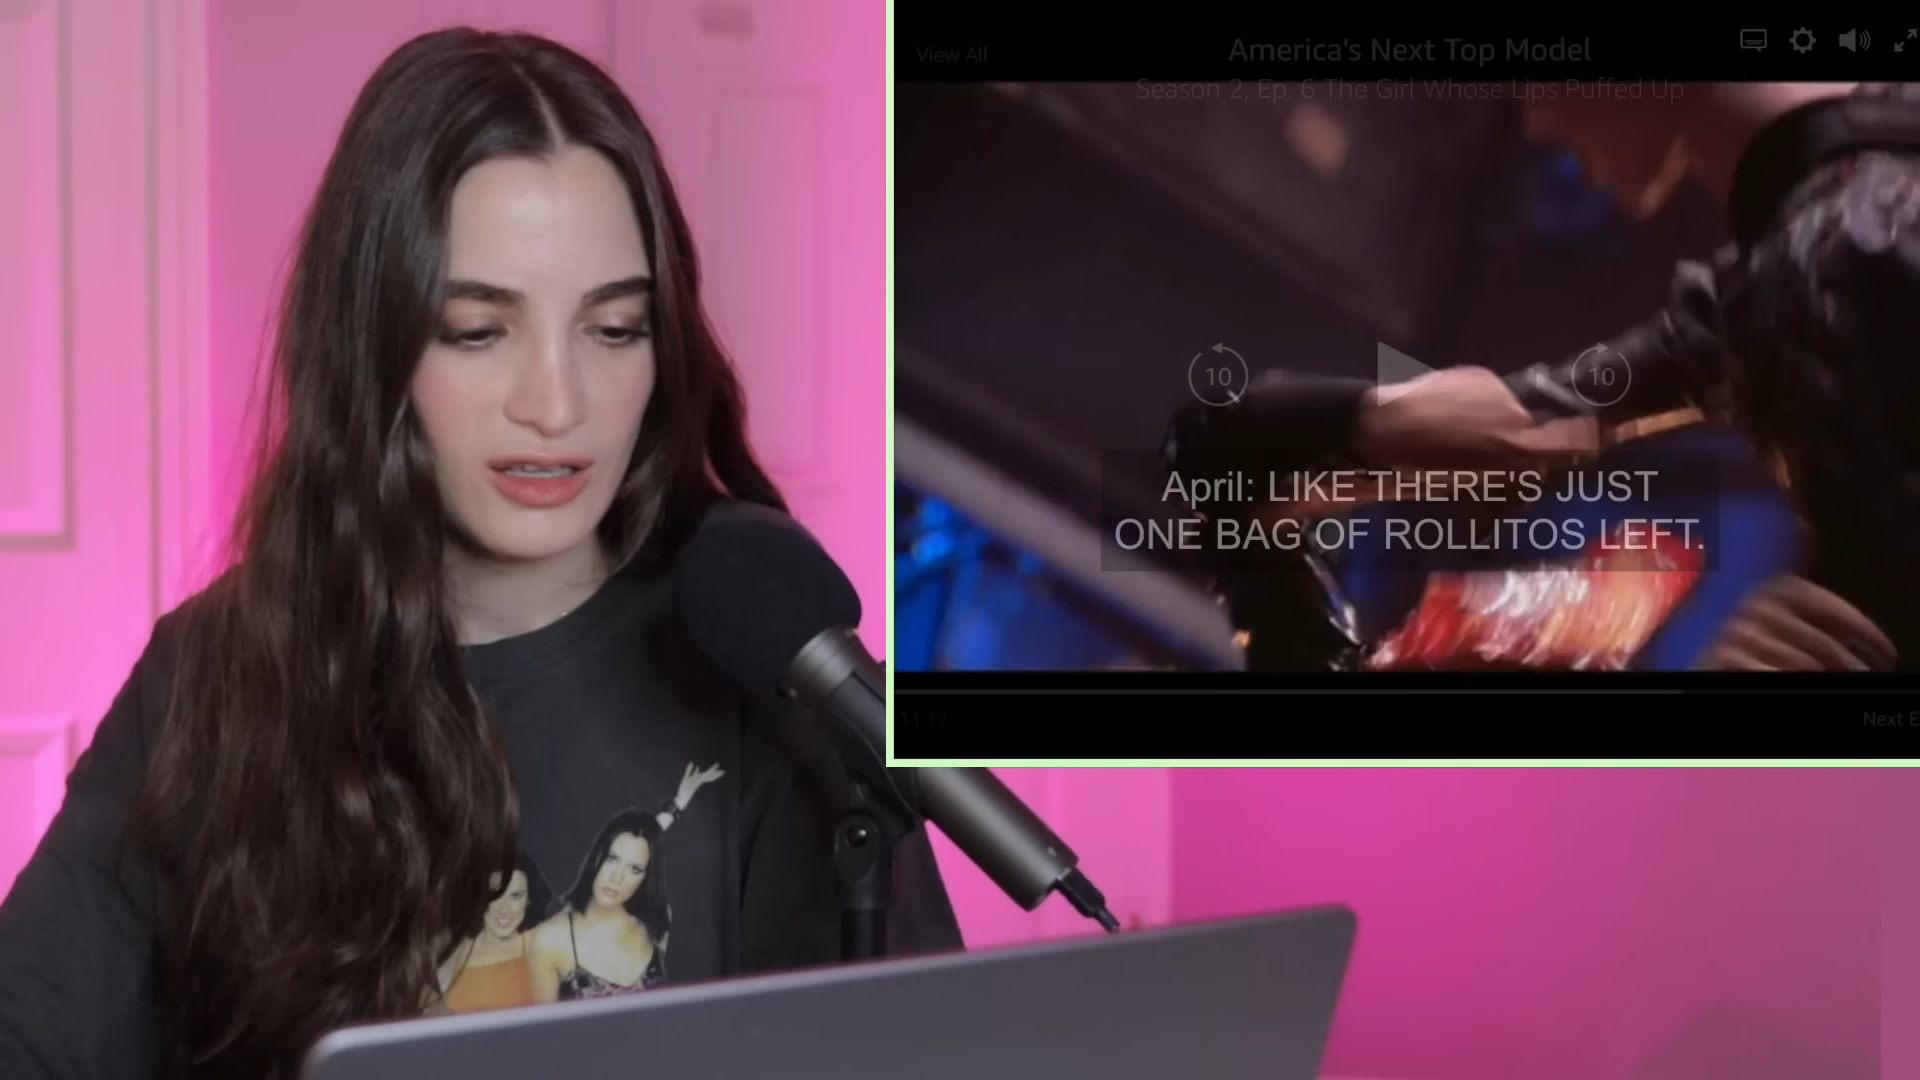 View All
America's Next Top Model
Season 2, Ep. 6 The Girl Whose Lips Puffed Up
10
10
April: LIKE THERE'S JUST
ONE BAG OF ROLLITOS LEFT.
11:17
Next E